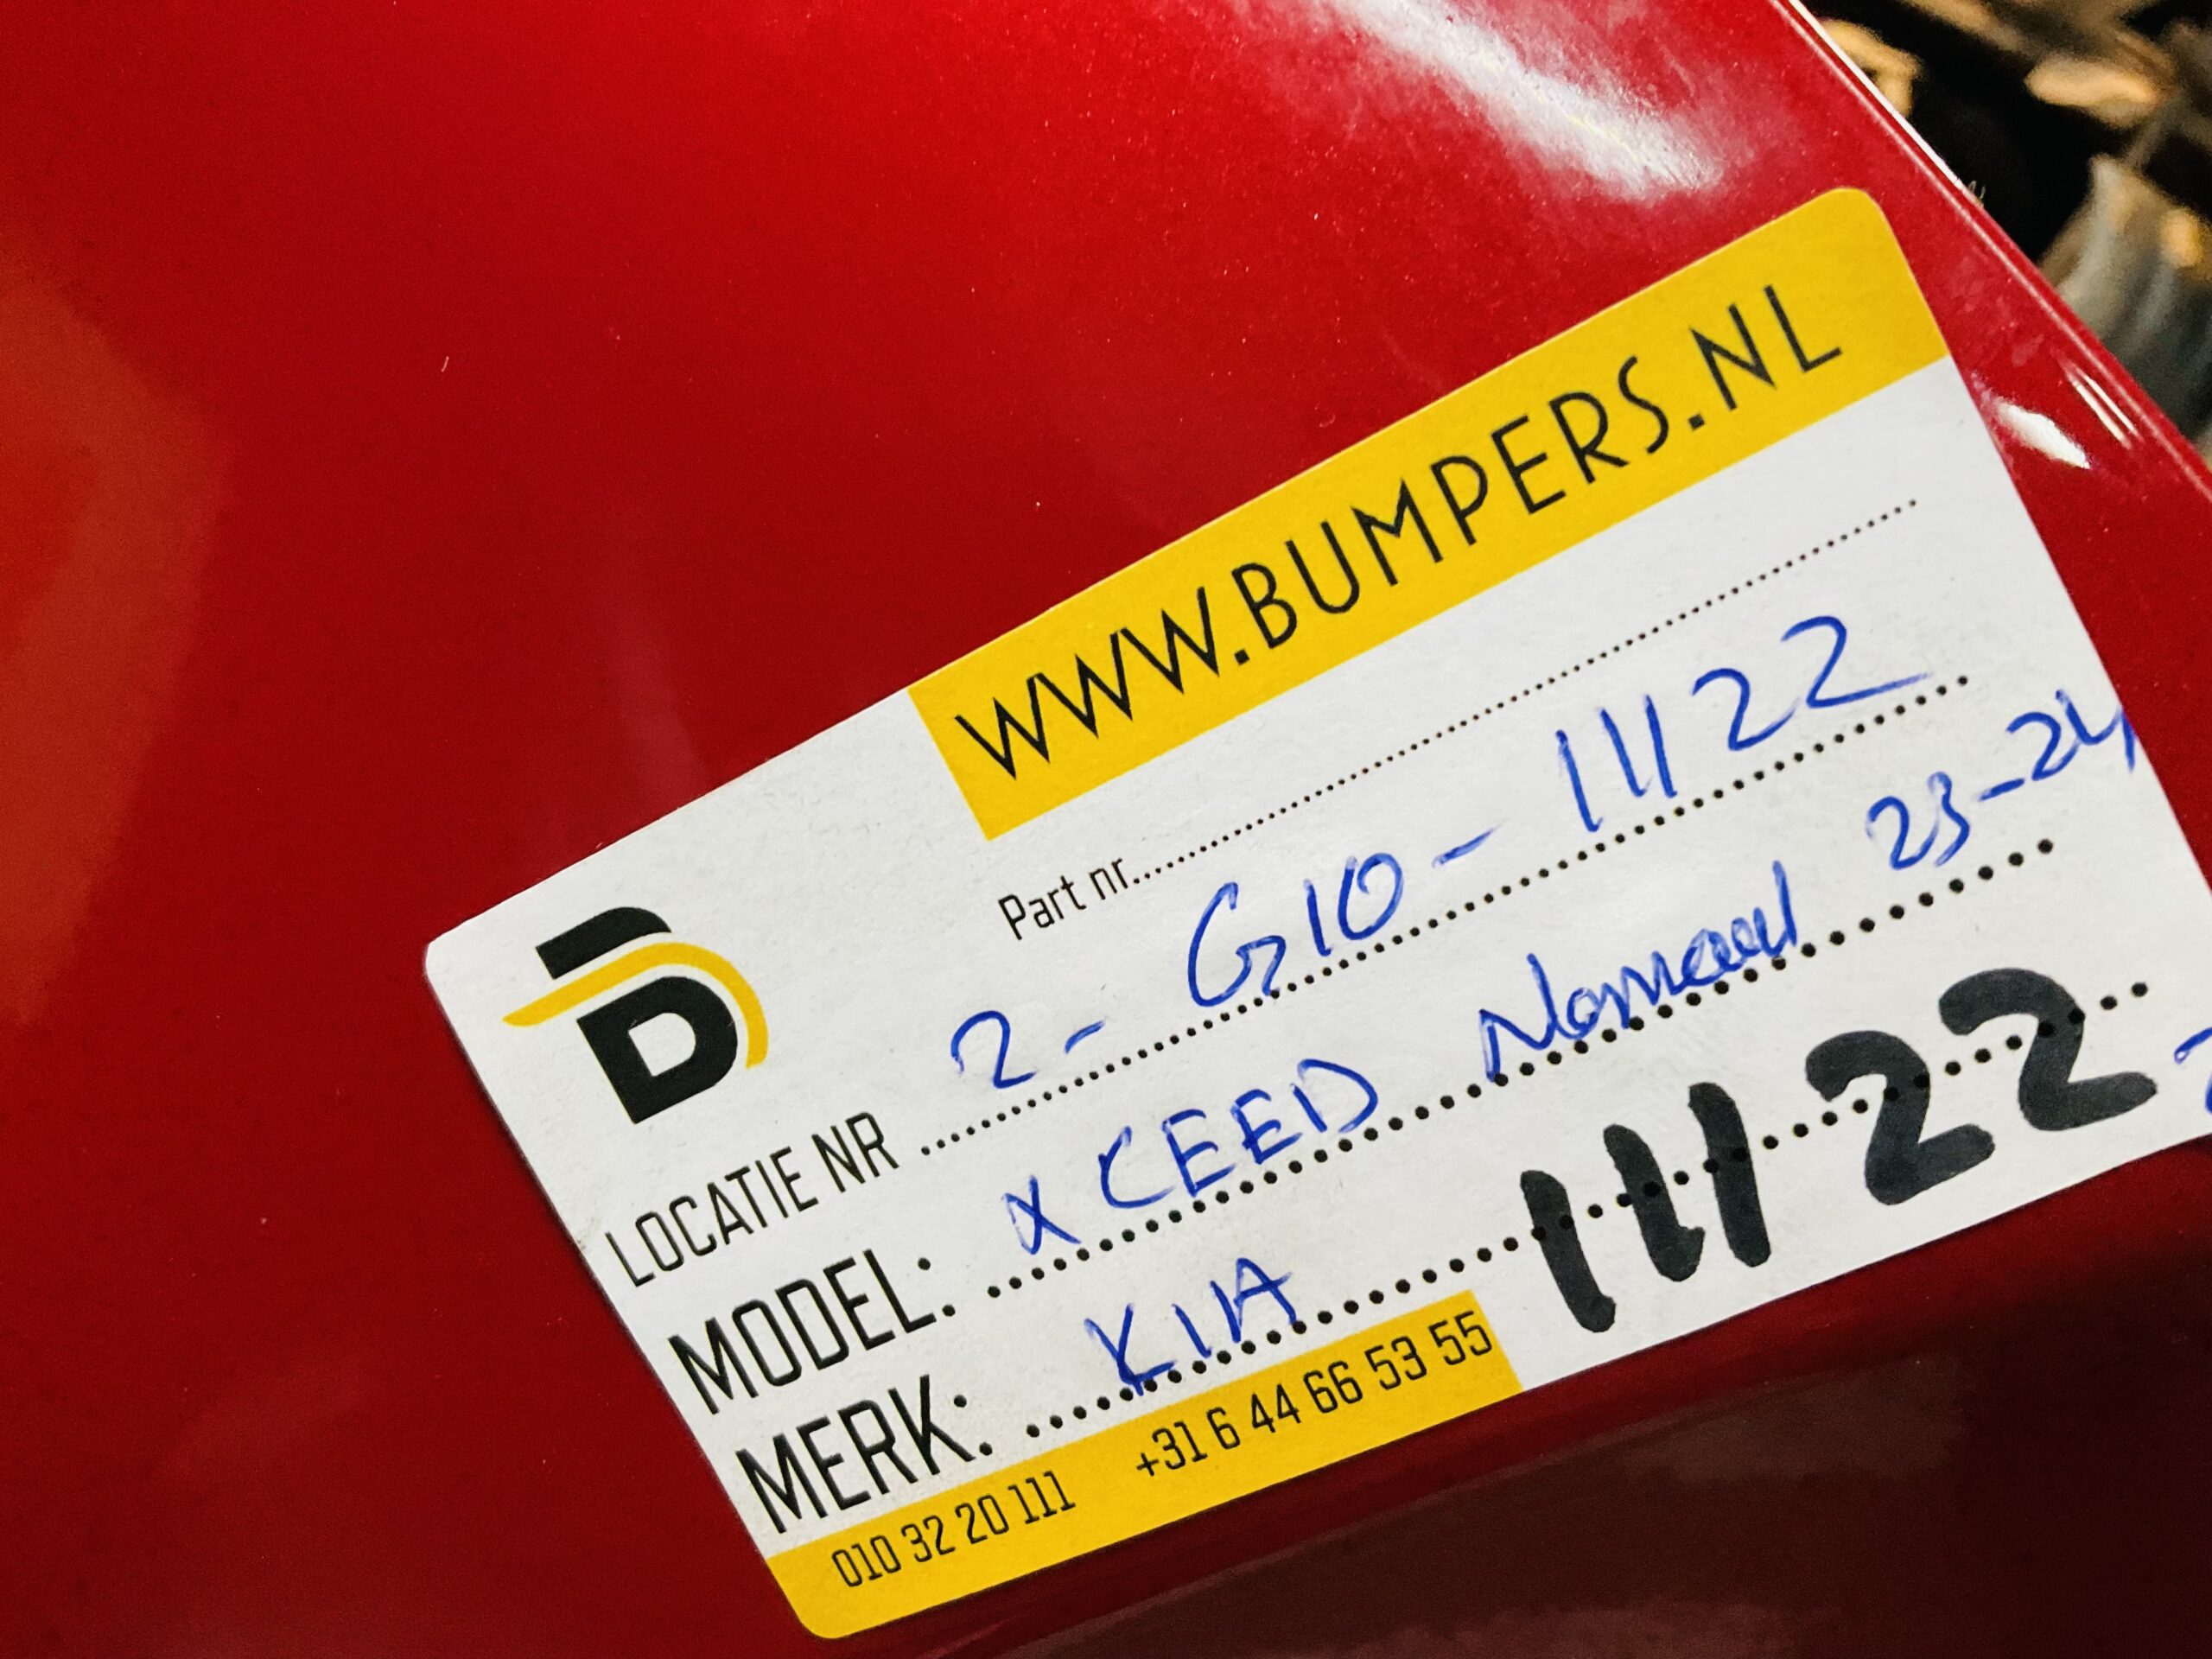 WWW.BUMPERS.NL
Part nr..........
LOCATIE NR 2 - G10 - 11122
MODEL: X CEED 23-24
MERK: KIA 11122
010 32 20 111 +31 6 44 66 53 55